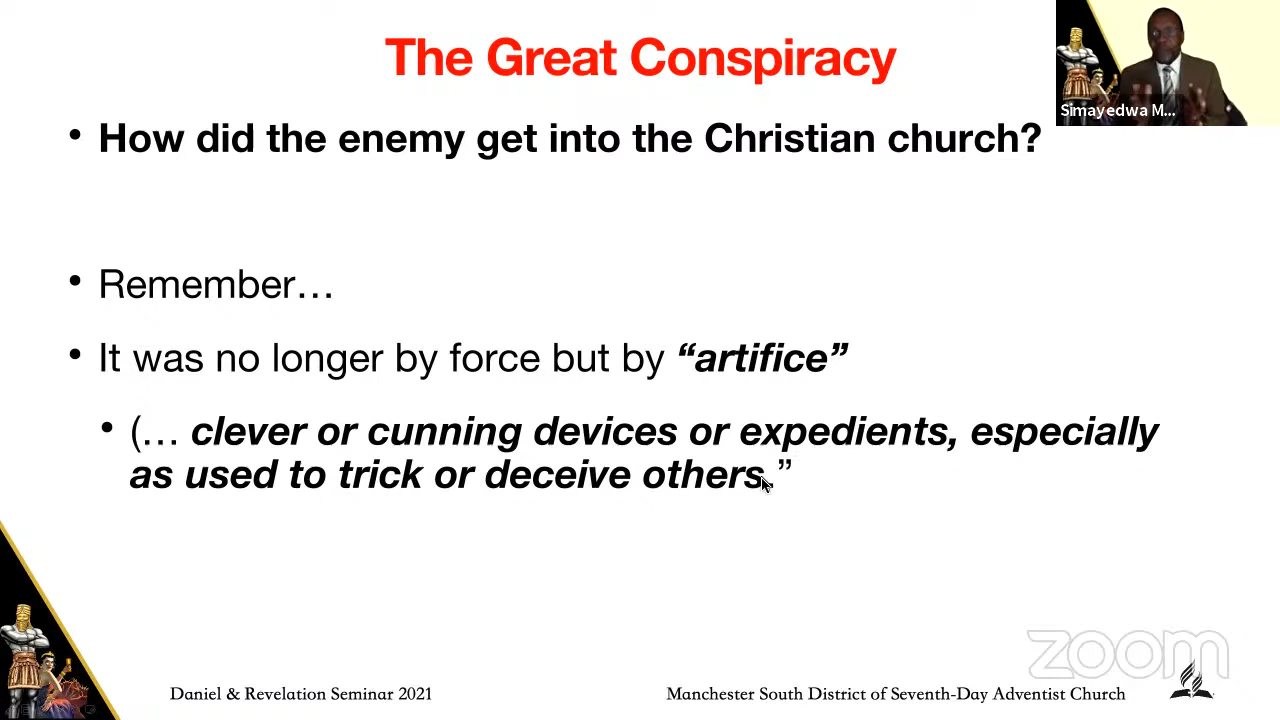 The Great Conspiracy
Simayedwa M...
• How did the enemy get into the Christian church?
• Remember…
• It was no longer by force but by “artifice”
• (… clever or cunning devices or expedients, especially
as used to trick or deceive others.”
zoom
Daniel & Revelation Seminar 2021
Manchester South District of Seventh-Day Adventist Church